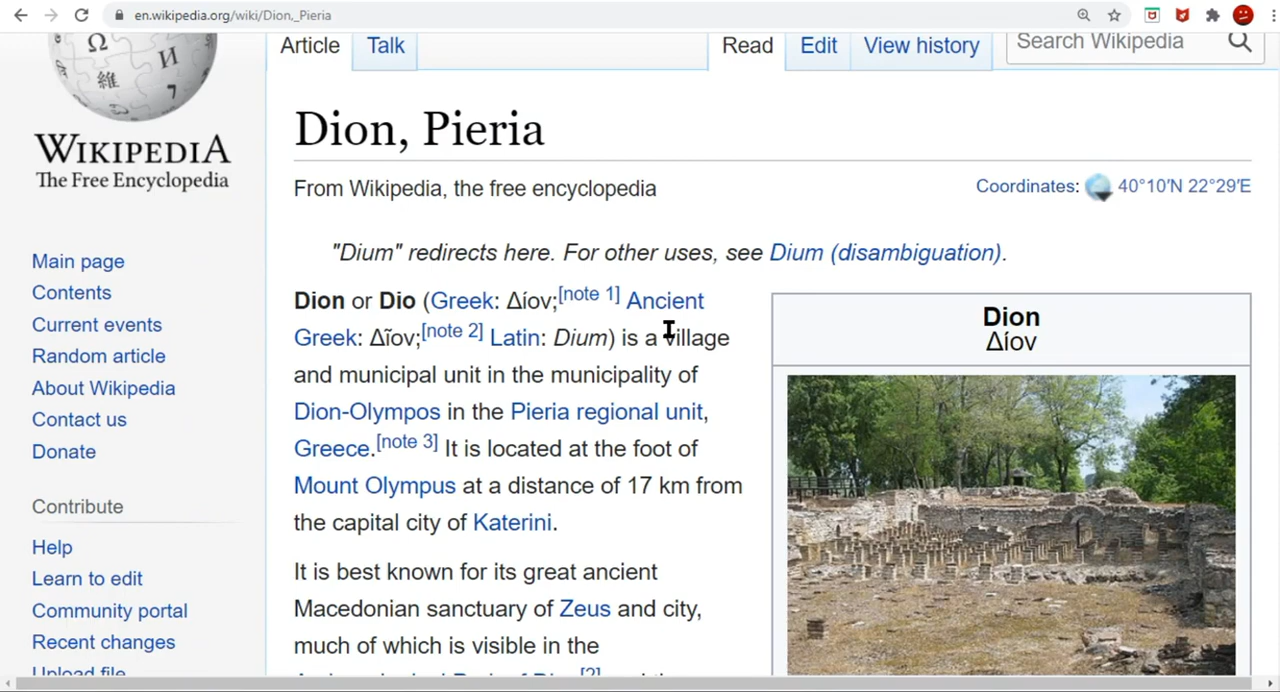 en.wikipedia.org/wiki/Dion,_Pieria
Article Talk Read Edit View history Search Wikipedia
Ω И 維 7
WIKIPEDIA
The Free Encyclopedia
Main page
Contents
Current events
Random article
About Wikipedia
Contact us
Donate
Contribute
Help
Learn to edit
Community portal
Recent changes
Upload file
Dion, Pieria
From Wikipedia, the free encyclopedia
Coordinates: 40°10′N 22°29′E
"Dium" redirects here. For other uses, see Dium (disambiguation).
Dion or Dio (Greek: Δίον;[note 1] Ancient
Greek: Δῖον;[note 2] Latin: Dium) is a village
and municipal unit in the municipality of
Dion-Olympos in the Pieria regional unit,
Greece.[note 3] It is located at the foot of
Mount Olympus at a distance of 17 km from
the capital city of Katerini.
It is best known for its great ancient
Macedonian sanctuary of Zeus and city,
much of which is visible in the
[2]
Dion
Δίον